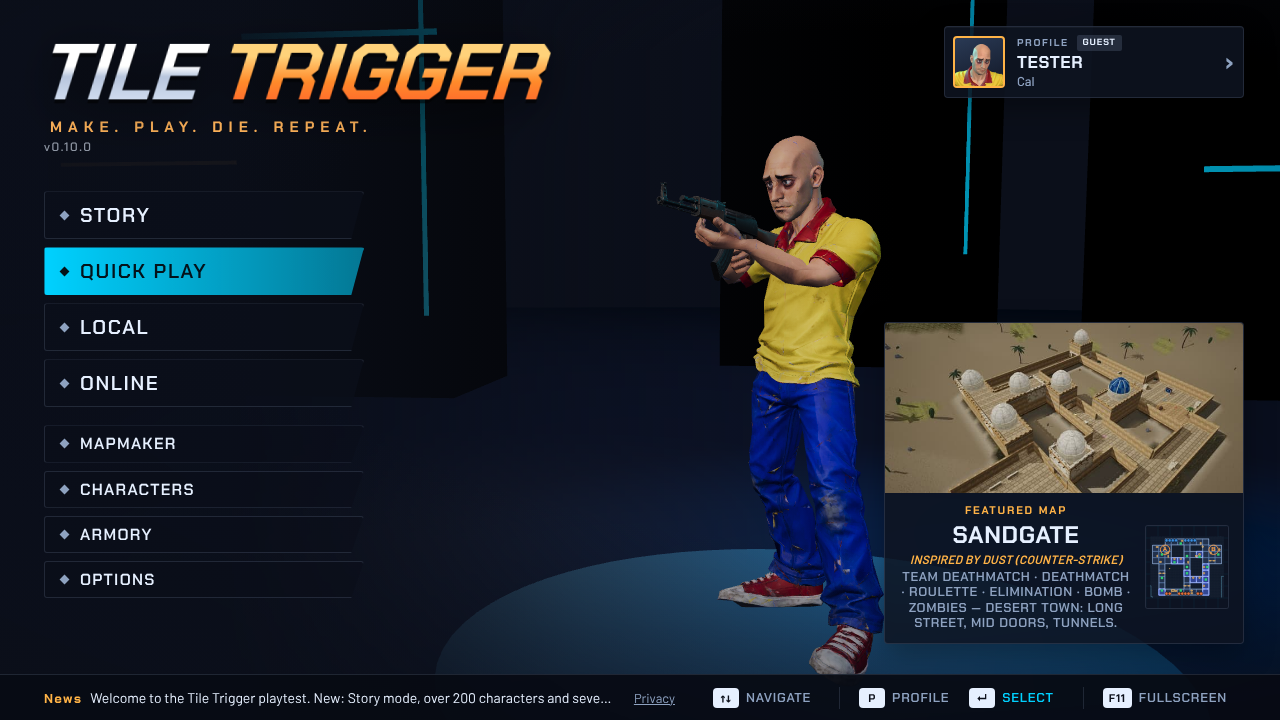 TILE TRIGGER
MAKE. PLAY. DIE. REPEAT.
v0.10.0
PROFILE GUEST
TESTER
Cal
STORY
QUICK PLAY
LOCAL
ONLINE
MAPMAKER
CHARACTERS
ARMORY
OPTIONS
FEATURED MAP
SANDGATE
INSPIRED BY DUST (COUNTER-STRIKE)
TEAM DEATHMATCH · DEATHMATCH
· ROULETTE · ELIMINATION · BOMB ·
ZOMBIES — DESERT TOWN: LONG
STREET, MID DOORS, TUNNELS.
News Welcome to the Tile Trigger playtest. New: Story mode, over 200 characters and seve... Privacy ↑↓ NAVIGATE P PROFILE ↵ SELECT F11 FULLSCREEN